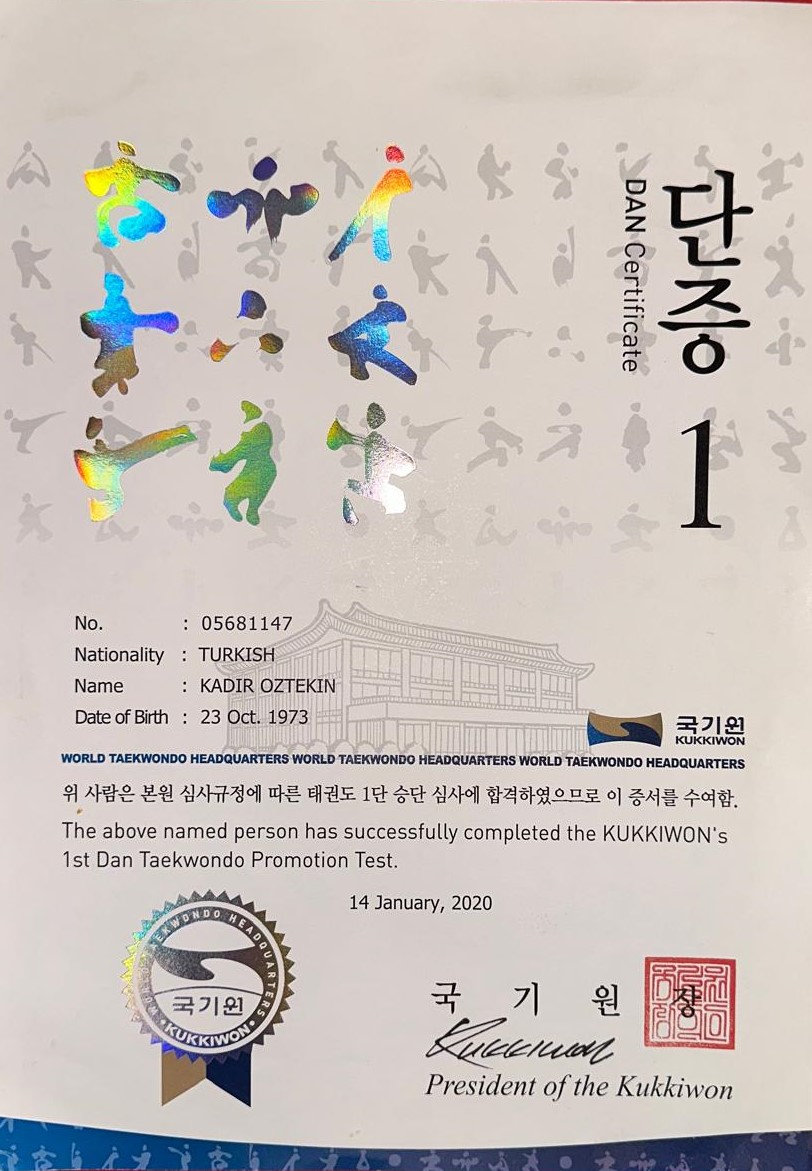 단증
DAN Certificate
1
No. : 05681147
Nationality : TURKISH
Name : KADIR OZTEKIN
Date of Birth : 23 Oct. 1973
국기원
KUKKIWON
WORLD TAEKWONDO HEADQUARTERS WORLD TAEKWONDO HEADQUARTERS WORLD TAEKWONDO HEADQUARTERS
위 사람은 본원 심사규정에 따른 태권도 1단 승단 심사에 합격하였으므로 이 증서를 수여함.
The above named person has successfully completed the KUKKIWON's
1st Dan Taekwondo Promotion Test.
14 January, 2020
TAEKWONDO HEADQUARTERS
국기원
KUKKIWON
국 기 원 장
Kukkiwon
President of the Kukkiwon